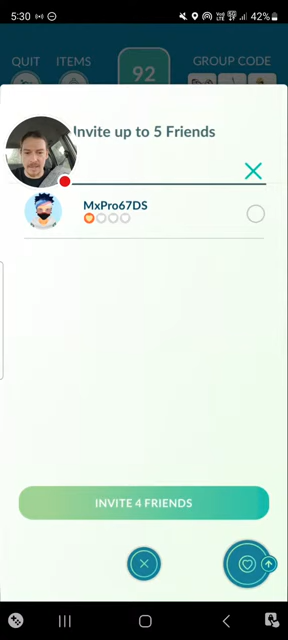 5:30
42%
QUIT
ITEMS
92
GROUP CODE
Invite up to 5 Friends
MxPro67DS
INVITE 4 FRIENDS